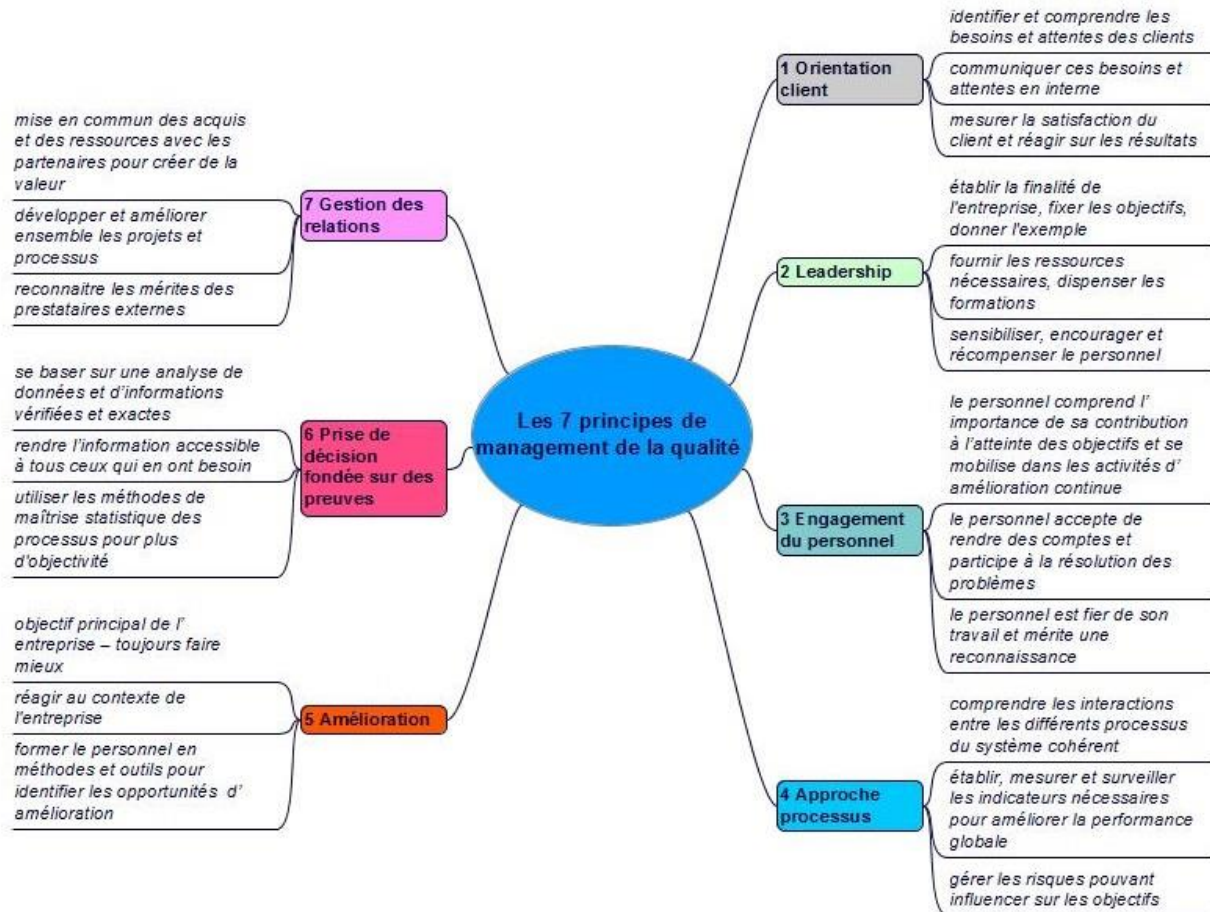 Les 7 principes de
management de la qualité
1 Orientation
client
identifier et comprendre les
besoins et attentes des clients
communiquer ces besoins et
attentes en interne
mesurer la satisfaction du
client et réagir sur les résultats
2 Leadership
établir la finalité de
l'entreprise, fixer les objectifs,
donner l'exemple
fournir les ressources
nécessaires, dispenser les
formations
sensibiliser, encourager et
récompenser le personnel
3 Engagement
du personnel
le personnel comprend l’
importance de sa contribution
à l’atteinte des objectifs et se
mobilise dans les activités d’
amélioration continue
le personnel accepte de
rendre des comptes et
participe à la résolution des
problèmes
le personnel est fier de son
travail et mérite une
reconnaissance
4 Approche
processus
comprendre les interactions
entre les différents processus
du système cohérent
établir, mesurer et surveiller
les indicateurs nécessaires
pour améliorer la performance
globale
gérer les risques pouvant
influencer sur les objectifs
5 Amélioration
objectif principal de l’
entreprise – toujours faire
mieux
réagir au contexte de
l'entreprise
former le personnel en
méthodes et outils pour
identifier les opportunités d’
amélioration
6 Prise de
décision
fondée sur des
preuves
se baser sur une analyse de
données et d’informations
vérifiées et exactes
rendre l’information accessible
à tous ceux qui en ont besoin
utiliser les méthodes de
maîtrise statistique des
processus pour plus
d'objectivité
7 Gestion des
relations
mise en commun des acquis
et des ressources avec les
partenaires pour créer de la
valeur
développer et améliorer
ensemble les projets et
processus
reconnaitre les mérites des
prestataires externes